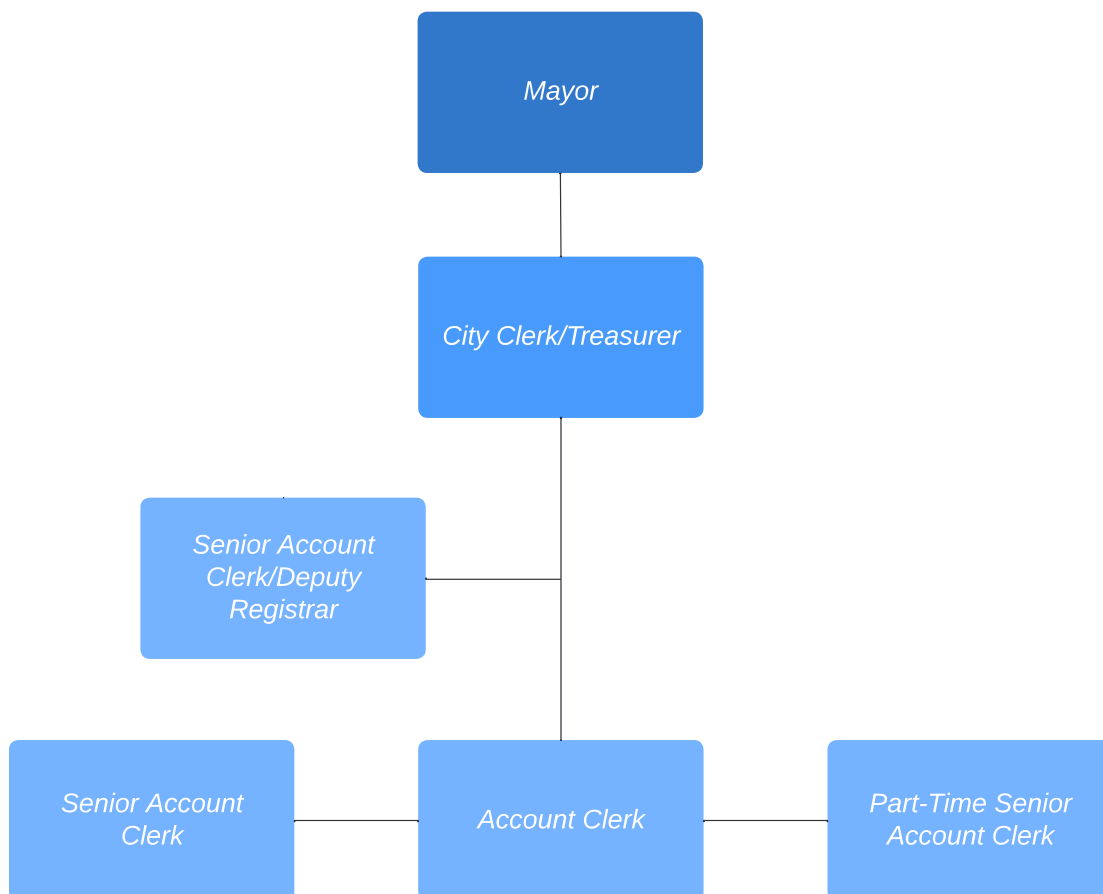 Mayor
City Clerk/Treasurer
Senior Account
Clerk/Deputy
Registrar
Senior Account
Clerk
Account Clerk
Part-Time Senior
Account Clerk